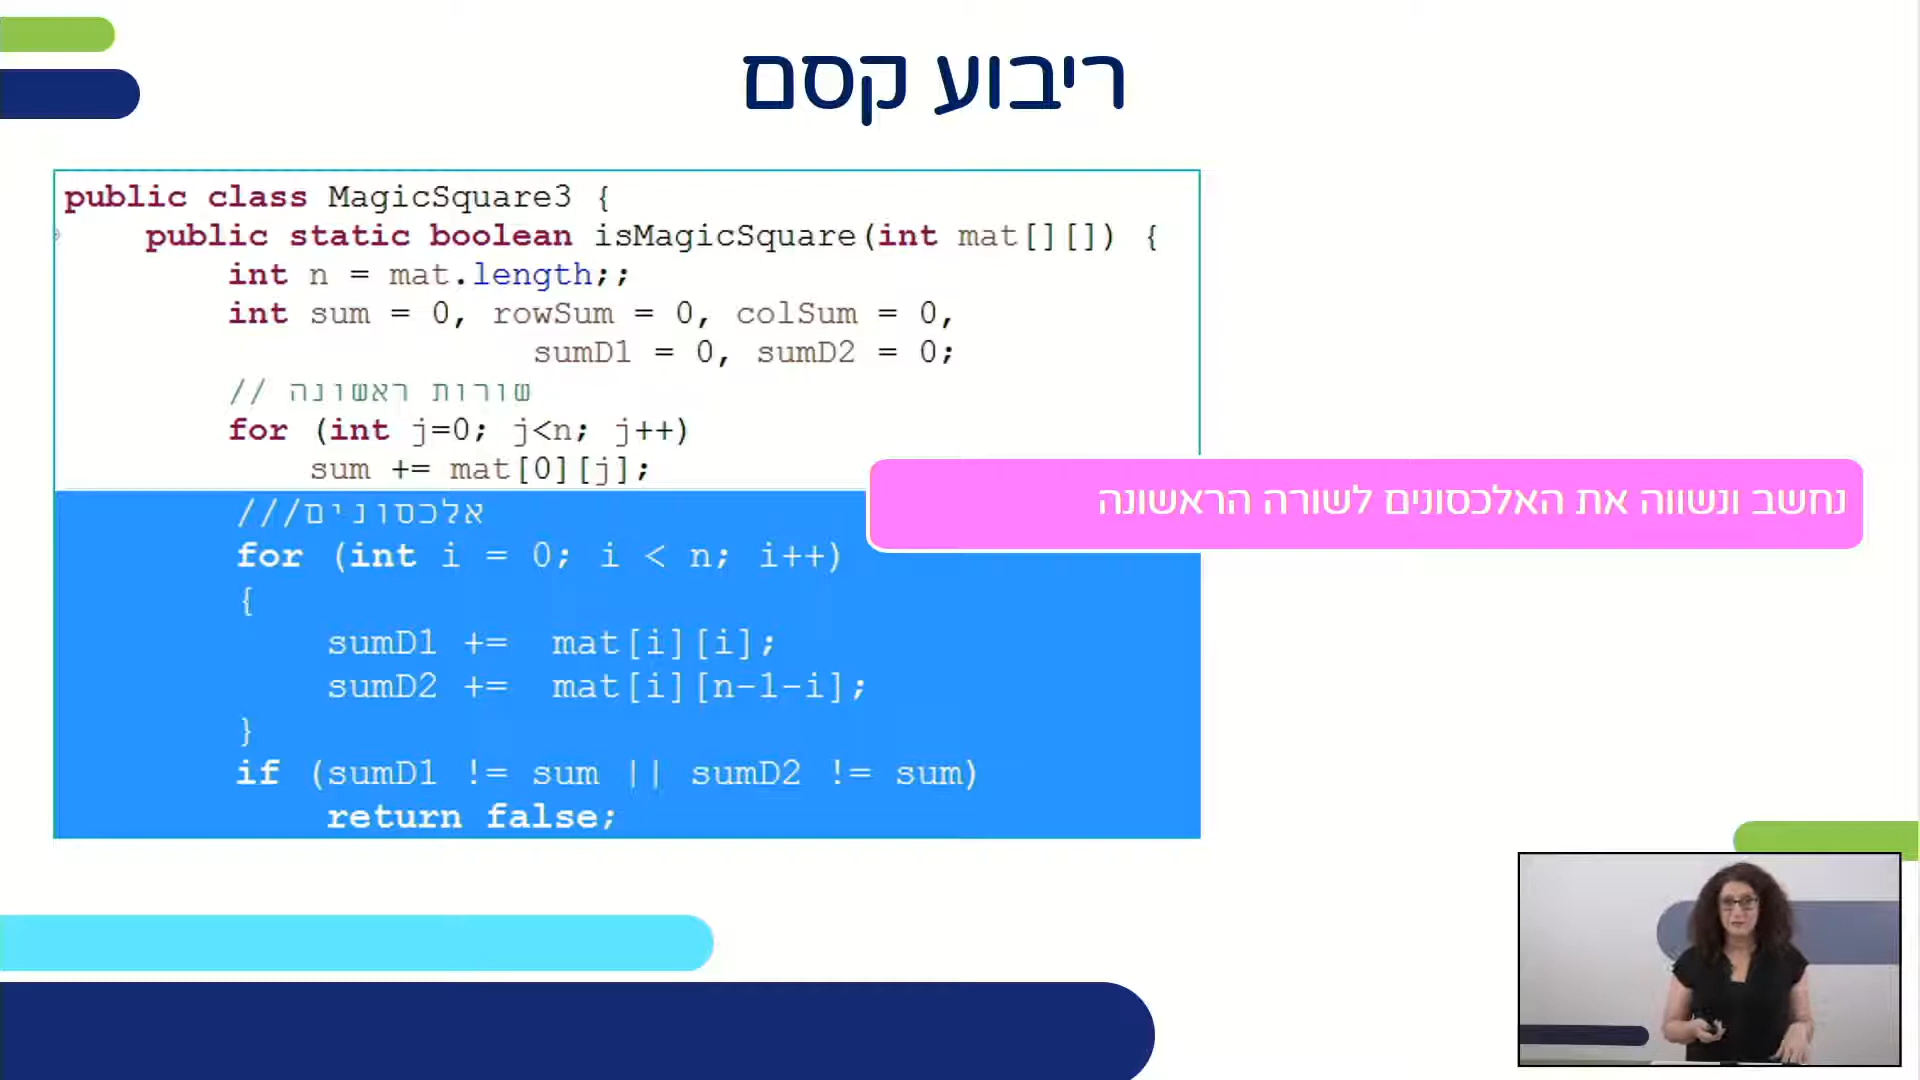 ריבוע קסם
public class MagicSquare3 {
public static boolean isMagicSquare(int mat[][]) {
int n = mat.length;;
int sum = 0, rowSum = 0, colSum = 0,
sumD1 = 0, sumD2 = 0;
// שורות ראשונה
for (int j=0; j<n; j++)
sum += mat[0][j];
נחשב ונשווה את האלכסונים לשורה הראשונה
///אלכסונים
for (int i = 0; i < n; i++)
{
sumD1 += mat[i][i];
sumD2 += mat[i][n-1-i];
}
if (sumD1 != sum || sumD2 != sum)
return false;